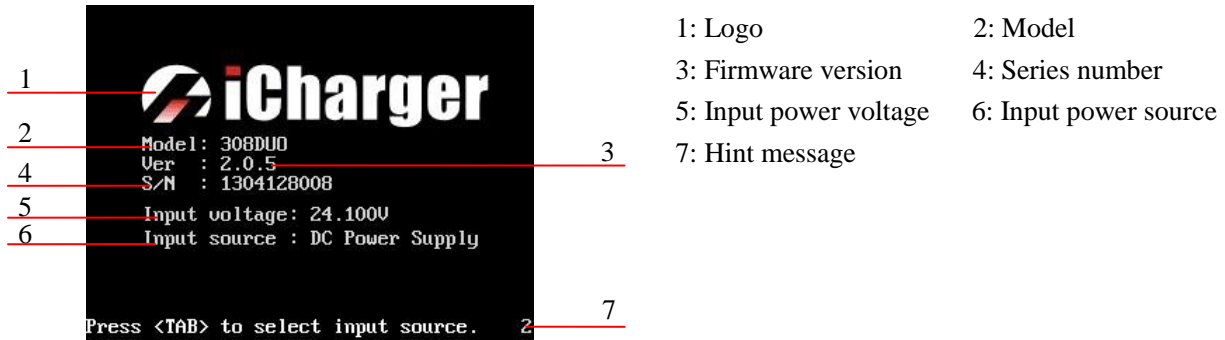 iCharger
Model: 308DUO
Ver : 2.0.5
S/N : 1304128008
Input voltage: 24.100V
Input source : DC Power Supply
Press <TAB> to select input source. 2
1
2
3
4
5
6
7
1: Logo 2: Model
3: Firmware version 4: Series number
5: Input power voltage 6: Input power source
7: Hint message